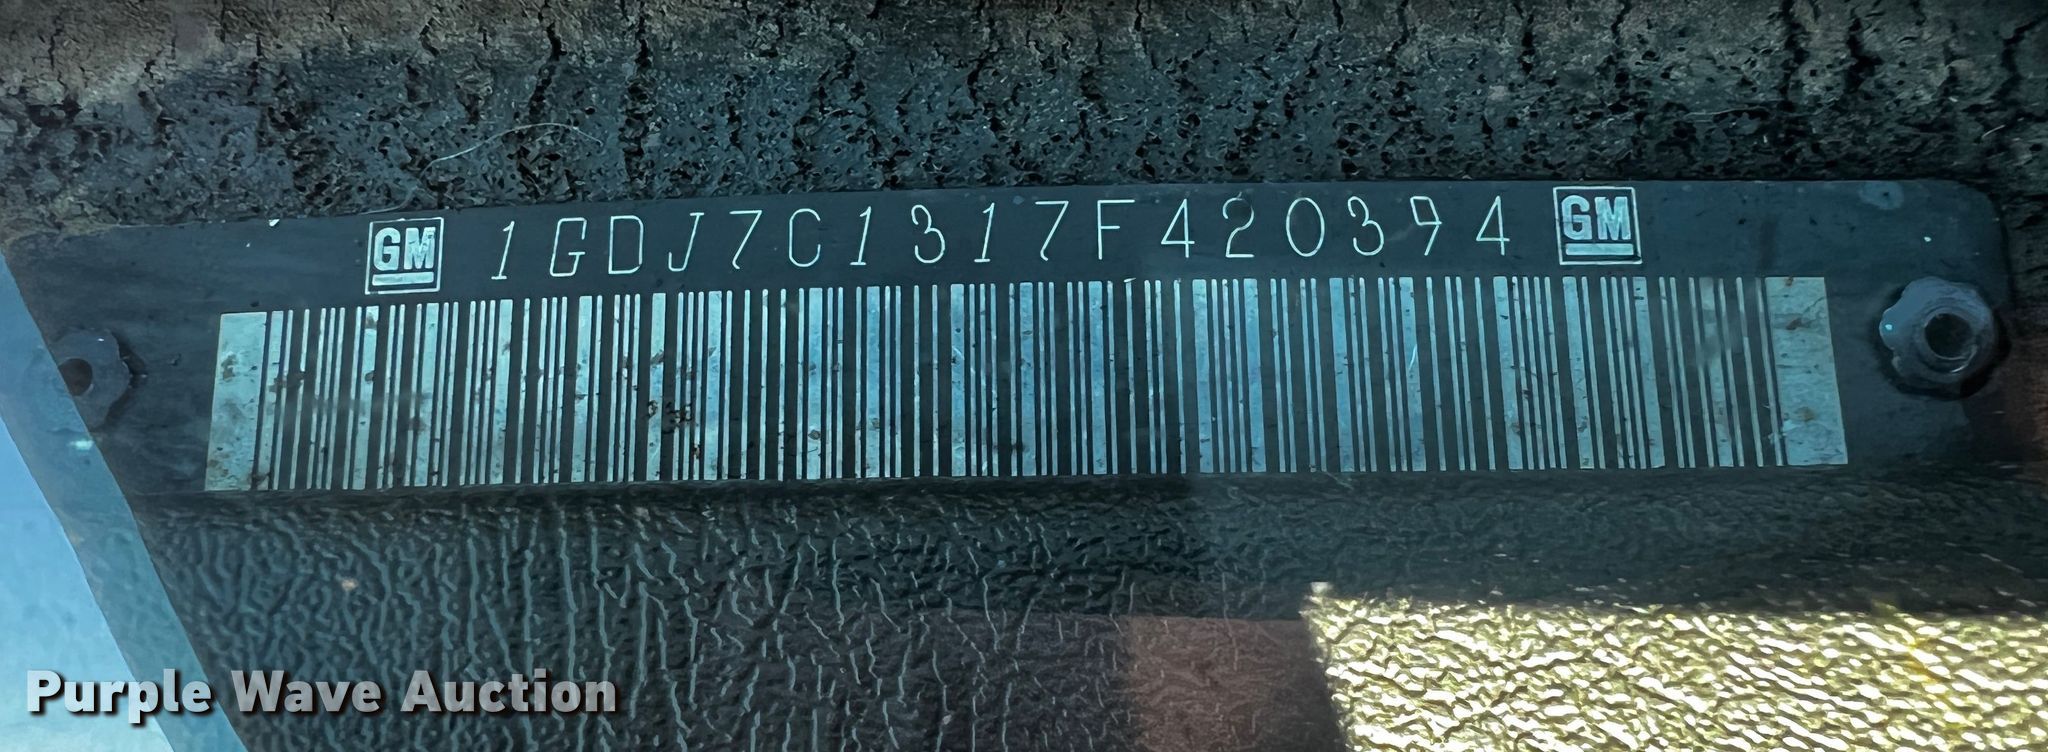 GM 1GDJ7C1317F420394 GM
Purple Wave Auction